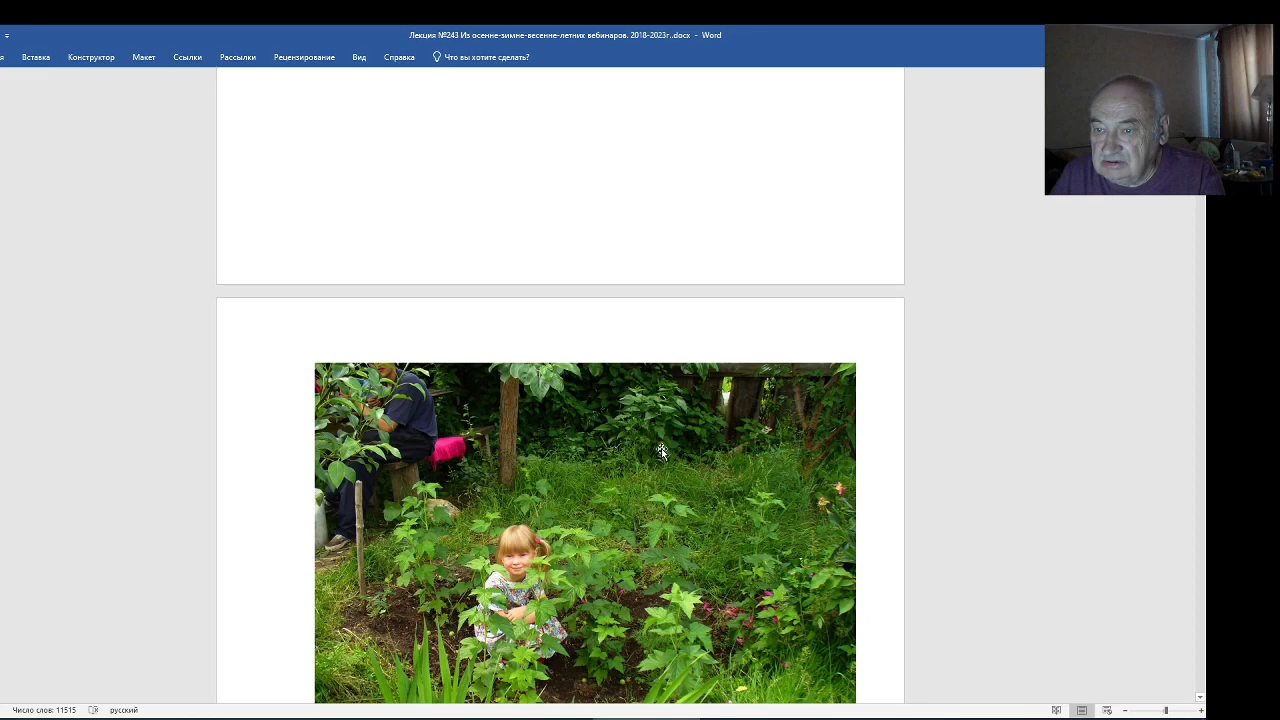 Лекция №243 Из осенне-зимне-весенне-летних вебинаров. 2018-2023г..docx - Word
я Вставка Конструктор Макет Ссылки Рассылки Рецензирование Вид Справка Что вы хотите сделать?
Число слов: 11515 русский